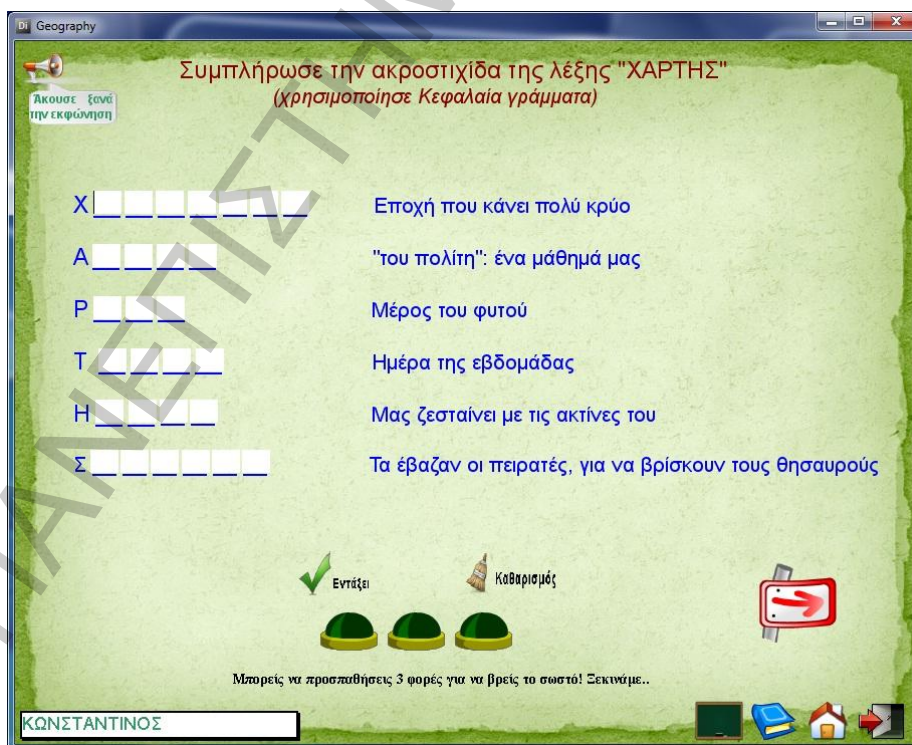 Geography
Συμπλήρωσε την ακροστιχίδα της λέξης "ΧΑΡΤΗΣ"
(χρησιμοποίησε Κεφαλαία γράμματα)
Άκουσε ξανά
την εκφώνηση
Χ Εποχή που κάνει πολύ κρύο
Α "του πολίτη": ένα μάθημά μας
Ρ Μέρος του φυτού
Τ Ημέρα της εβδομάδας
Η Μας ζεσταίνει με τις ακτίνες του
Σ Τα έβαζαν οι πειρατές, για να βρίσκουν τους θησαυρούς
Εντάξει Καθαρισμός
Μπορείς να προσπαθήσεις 3 φορές για να βρείς το σωστό! Ξεκινάμε..
ΚΩΝΣΤΑΝΤΙΝΟΣ